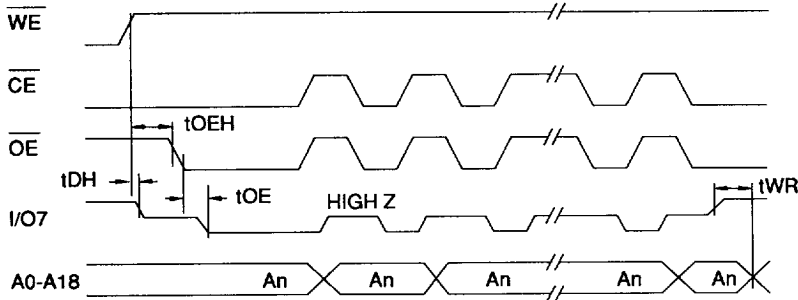 WE
CE
tOEH
OE
tDH
tOE
HIGH Z
tWR
I/O7
A0-A18 An An An An An